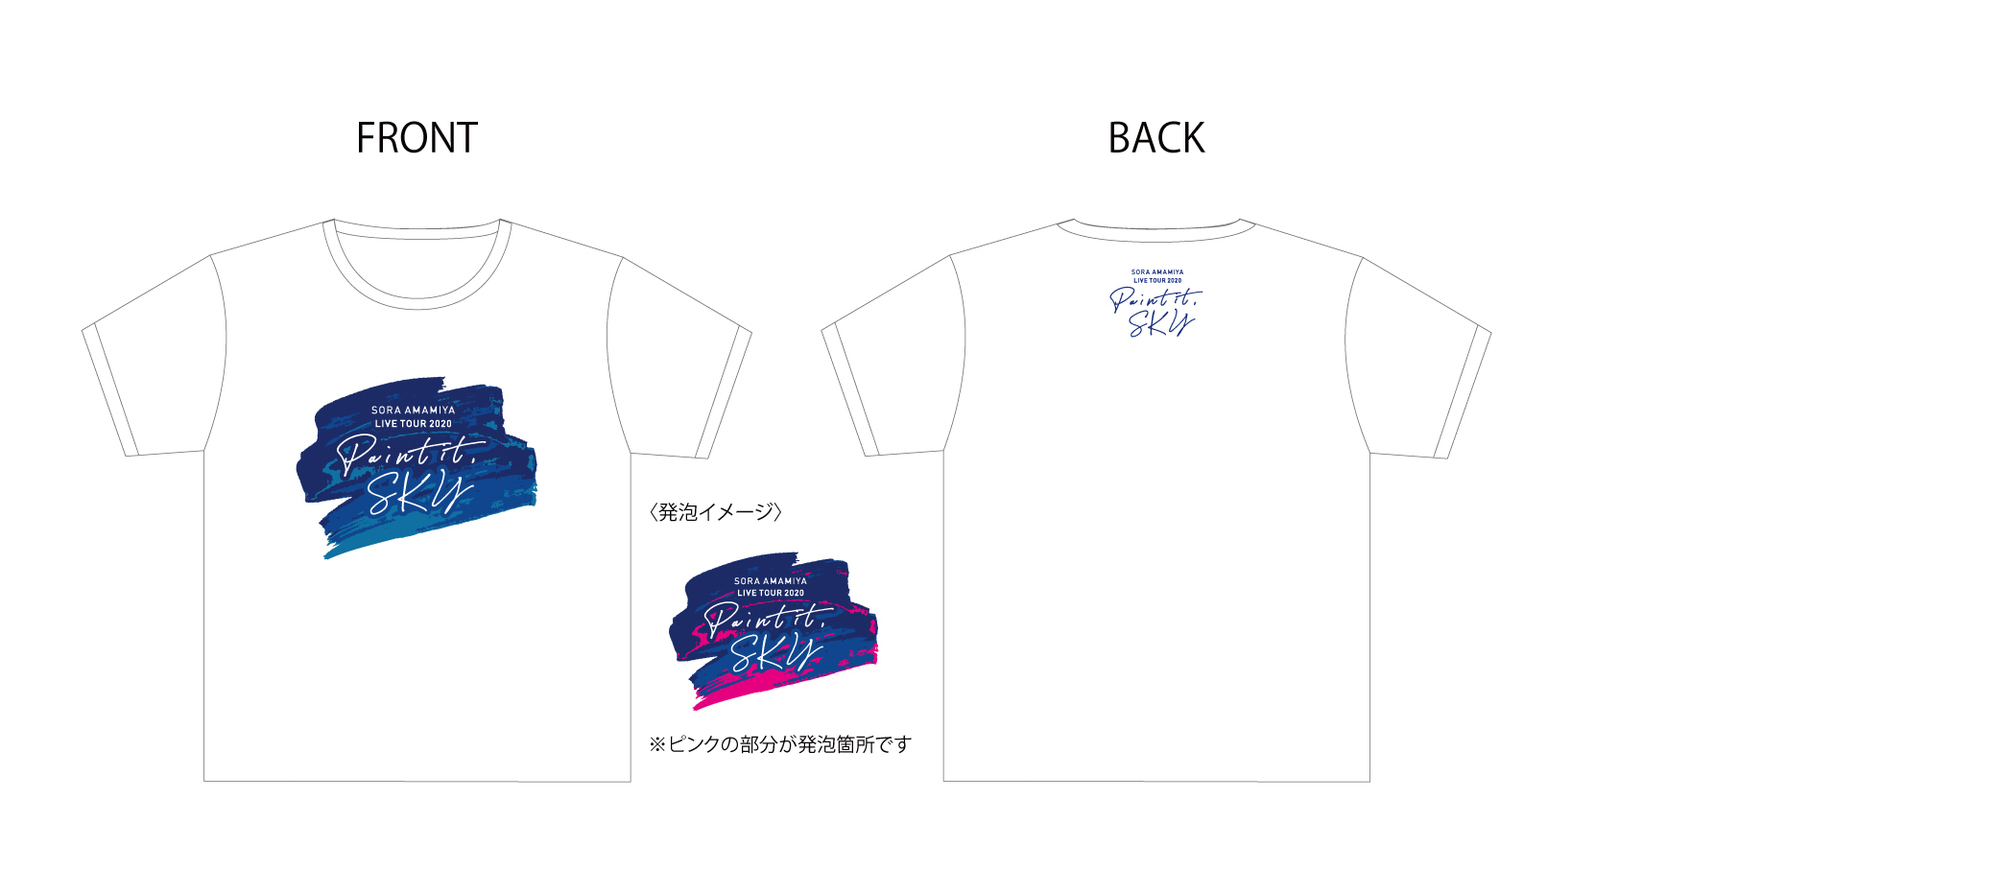 FRONT
SORA AMAMIYA
LIVE TOUR 2020
Paint it,
SKY
〈発泡イメージ〉
SORA AMAMIYA
LIVE TOUR 2020
Paint it,
SKY
※ピンクの部分が発泡箇所です
BACK
SORA AMAMIYA
LIVE TOUR 2020
Paint it,
SKY